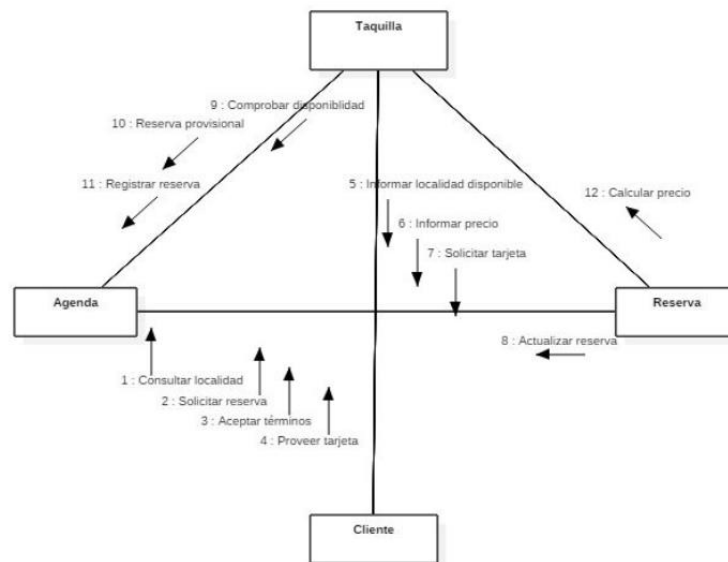 Taquilla
9 : Comprobar disponiblidad
10 : Reserva provisional
11 : Registrar reserva
5 : Informar localidad disponible
12 : Calcular precio
6 : Informar precio
7 : Solicitar tarjeta
Agenda
Reserva
8 : Actualizar reserva
1 : Consultar localidad
2 : Solicitar reserva
3 : Aceptar términos
4 : Proveer tarjeta
Cliente